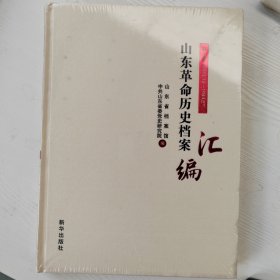 山东革命历史档案
汇编
山东省档案馆
中共山东省委党史研究院
编
新华出版社